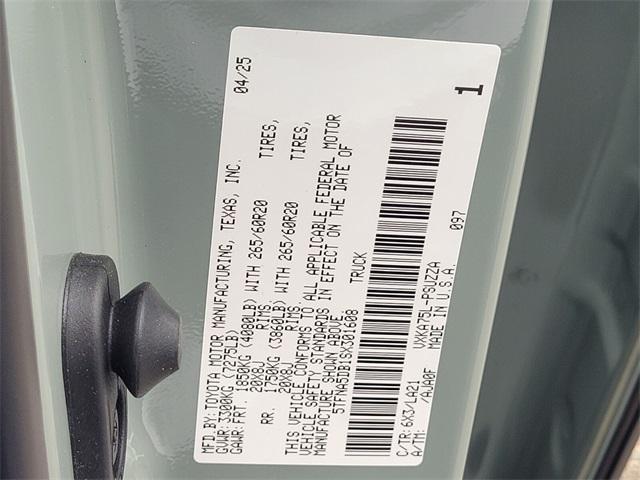 04/25
MFD. BY: TOYOTA MOTOR MANUFACTURING, TEXAS, INC.
GVWR: 3300KG (7275LB)
GAWR: FRT. 1850KG (4080LB) WITH 265/60R20 TIRES,
20X8J RIMS.
RR. 1750KG (3860LB) WITH 265/60R20 TIRES,
20X8J RIMS.
THIS VEHICLE CONFORMS TO ALL APPLICABLE FEDERAL MOTOR
VEHICLE SAFETY STANDARDS IN EFFECT ON THE DATE OF
MANUFACTURE SHOWN ABOVE.
5TFNA5DB1SX301608 TRUCK
C/TR: 6X3/LA21 VXKA75L-PSUZZA 097
A/TM: /AJA0F MADE IN U.S.A.
1